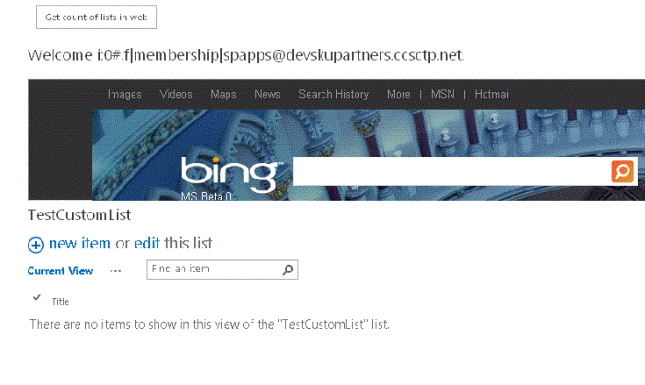 Get count of lists in web
Welcome i:0#.f|membership|spapps@devskupartners.ccsctp.net.
Images Videos Maps News Search History More | MSN | Hotmai
bing™
MS Beta 0
TestCustomList
new item or edit this list
Current View ··· Find an item
Title
There are no items to show in this view of the "TestCustomList" list.